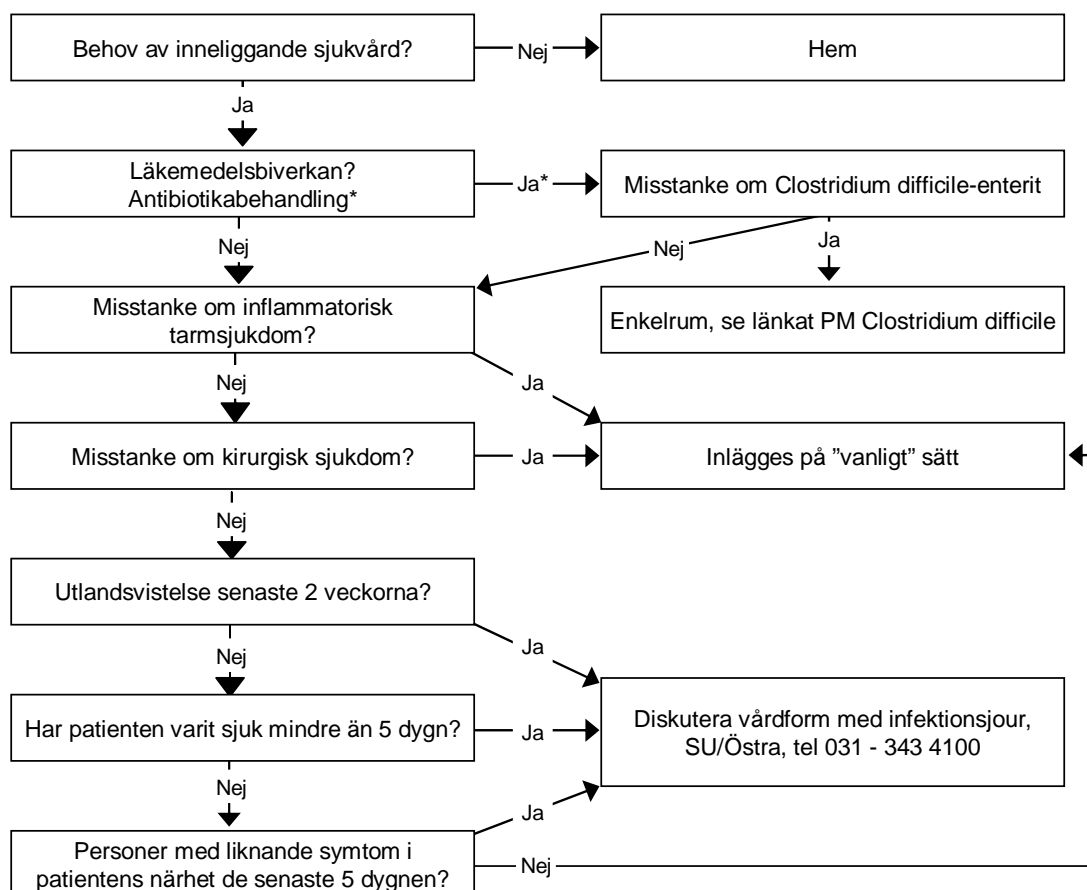 Behov av inneliggande sjukvård?
Nej
Hem
Ja
Läkemedelsbiverkan?
Antibiotikabehandling*
Ja*
Misstanke om Clostridium difficile-enterit
Nej
Nej
Ja
Misstanke om inflammatorisk
tarmsjukdom?
Enkelrum, se länkat PM Clostridium difficile
Nej
Ja
Misstanke om kirurgisk sjukdom?
Ja
Inlägges på ”vanligt” sätt
Nej
Utlandsvistelse senaste 2 veckorna?
Ja
Nej
Har patienten varit sjuk mindre än 5 dygn?
Ja
Diskutera vårdform med infektionsjour,
SU/Östra, tel 031 - 343 4100
Nej
Ja
Personer med liknande symtom i
patientens närhet de senaste 5 dygnen?
Nej